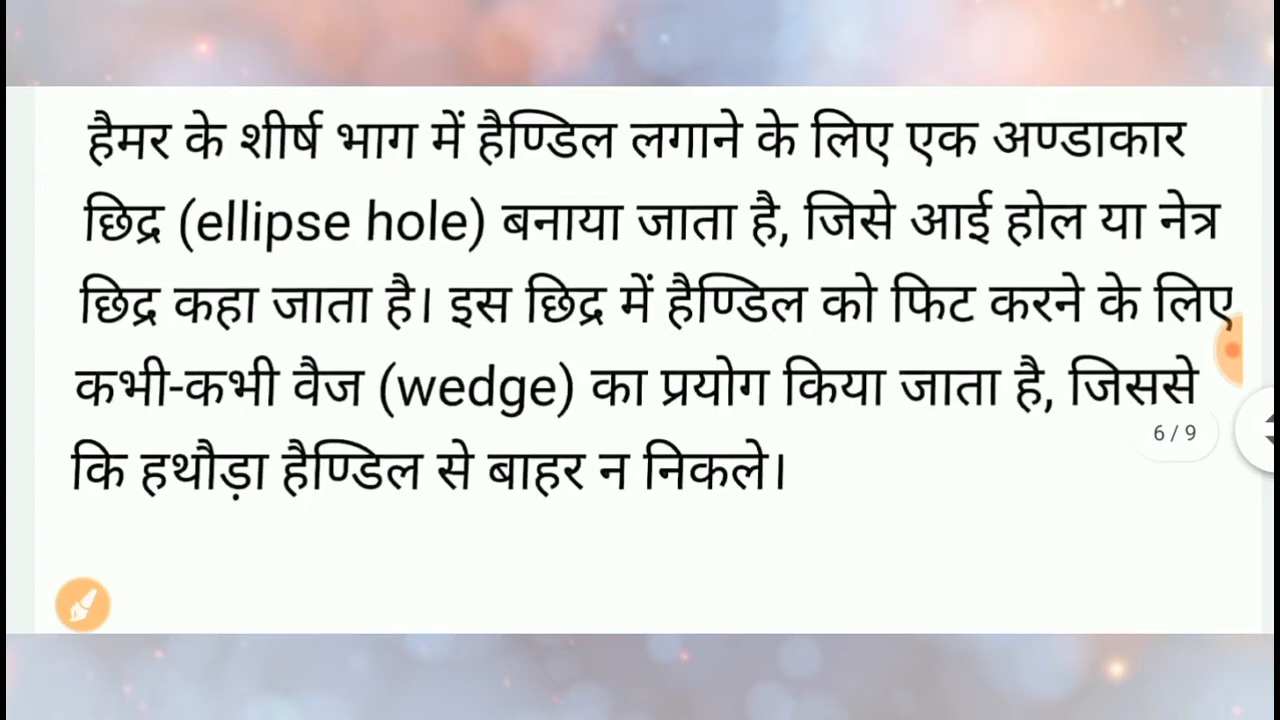 हैमर के शीर्ष भाग में हैण्डिल लगाने के लिए एक अण्डाकार
छिद्र (ellipse hole) बनाया जाता है, जिसे आई होल या नेत्र
छिद्र कहा जाता है। इस छिद्र में हैण्डिल को फिट करने के लिए
कभी-कभी वैज (wedge) का प्रयोग किया जाता है, जिससे
6 / 9
कि हथौड़ा हैण्डिल से बाहर न निकले।